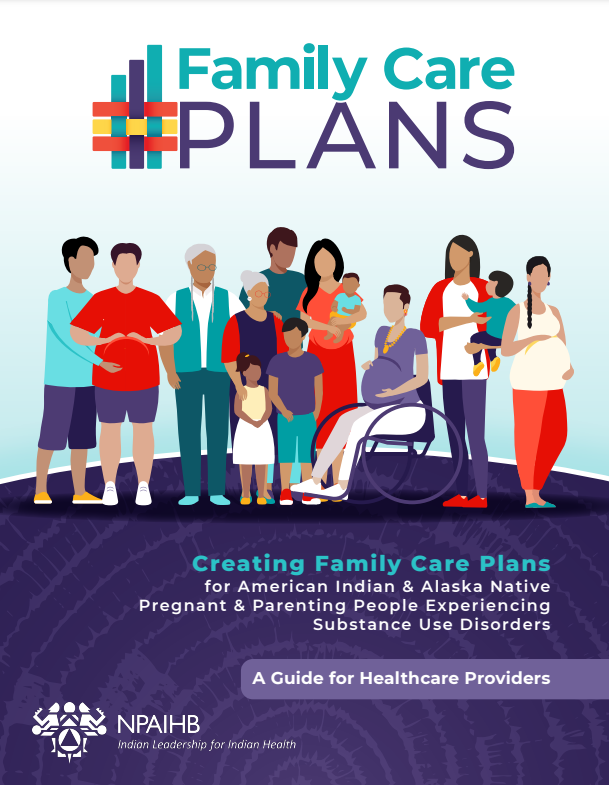 Family Care
PLANS
Creating Family Care Plans
for American Indian & Alaska Native
Pregnant & Parenting People Experiencing
Substance Use Disorders
A Guide for Healthcare Providers
NPAIHB
Indian Leadership for Indian Health